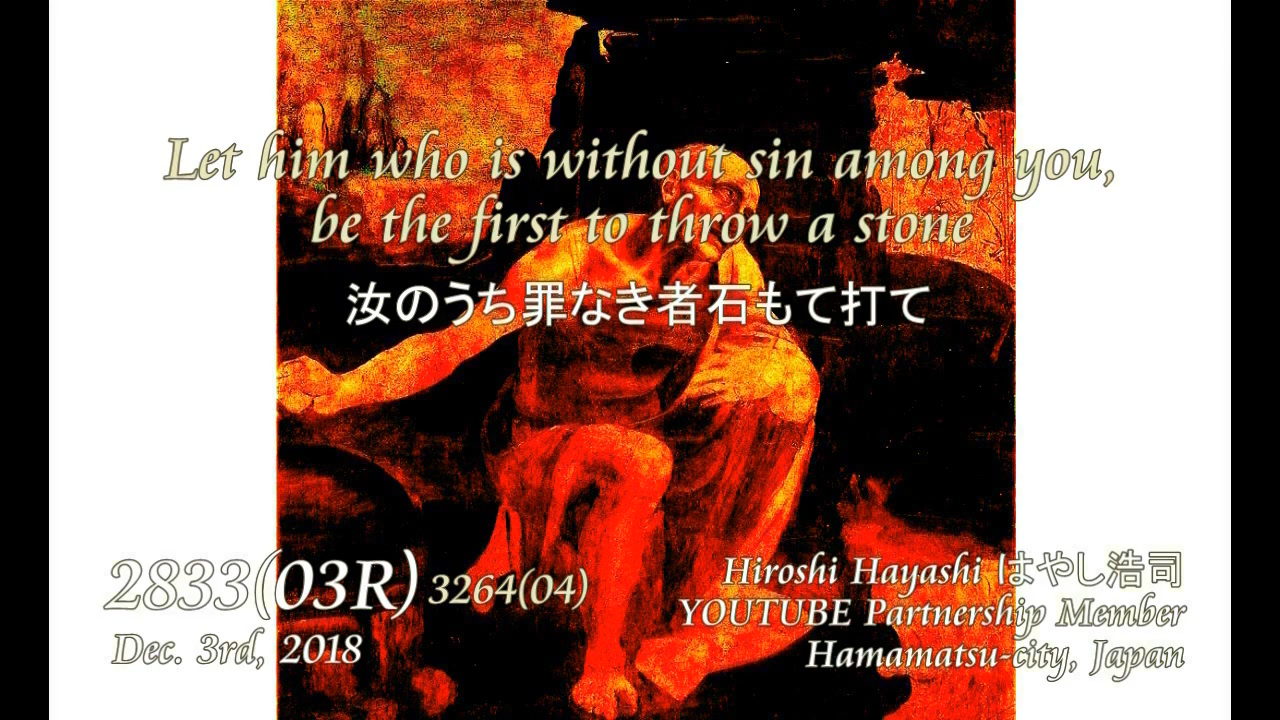 Let him who is without sin among you,
be the first to throw a stone
汝のうち罪なき者石もて打て
2833(03R) 3264(04)
Dec. 3rd, 2018
Hiroshi Hayashi はやし浩司
YOUTUBE Partnership Member
Hamamatsu-city, Japan